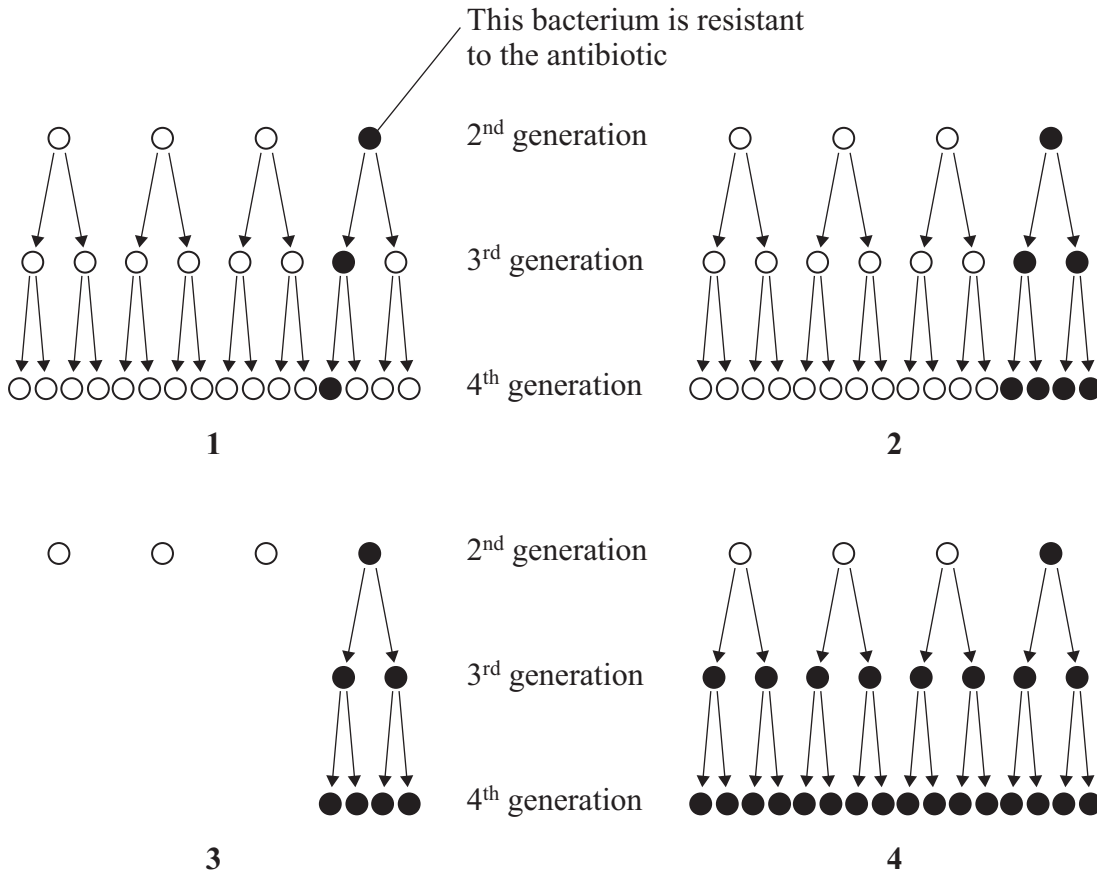 This bacterium is resistant
to the antibiotic
2nd generation
3rd generation
4th generation
1
2
2nd generation
3rd generation
4th generation
3
4